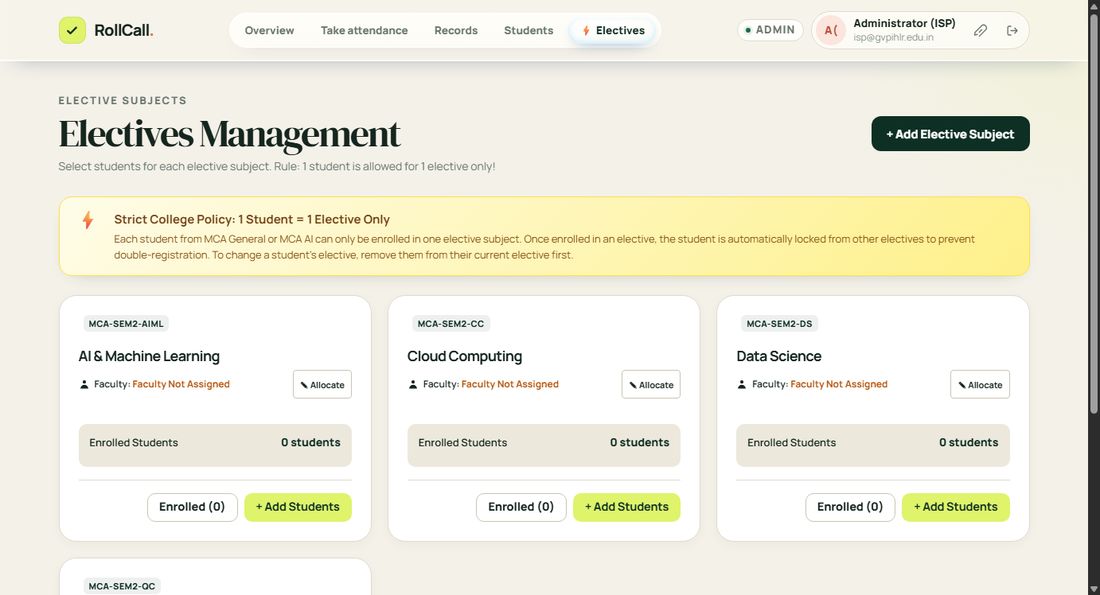 RollCall.
Overview
Take attendance
Records
Students
Electives
ADMIN
A(
Administrator (ISP)
isp@gvpihlr.edu.in
ELECTIVE SUBJECTS
Electives Management
Select students for each elective subject. Rule: 1 student is allowed for 1 elective only!
+ Add Elective Subject
Strict College Policy: 1 Student = 1 Elective Only
Each student from MCA General or MCA AI can only be enrolled in one elective subject. Once enrolled in an elective, the student is automatically locked from other electives to prevent
double-registration. To change a student's elective, remove them from their current elective first.
MCA-SEM2-AIML
AI & Machine Learning
Faculty: Faculty Not Assigned
Allocate
Enrolled Students
0 students
Enrolled (0)
+ Add Students
MCA-SEM2-CC
Cloud Computing
Faculty: Faculty Not Assigned
Allocate
Enrolled Students
0 students
Enrolled (0)
+ Add Students
MCA-SEM2-DS
Data Science
Faculty: Faculty Not Assigned
Allocate
Enrolled Students
0 students
Enrolled (0)
+ Add Students
MCA-SEM2-QC